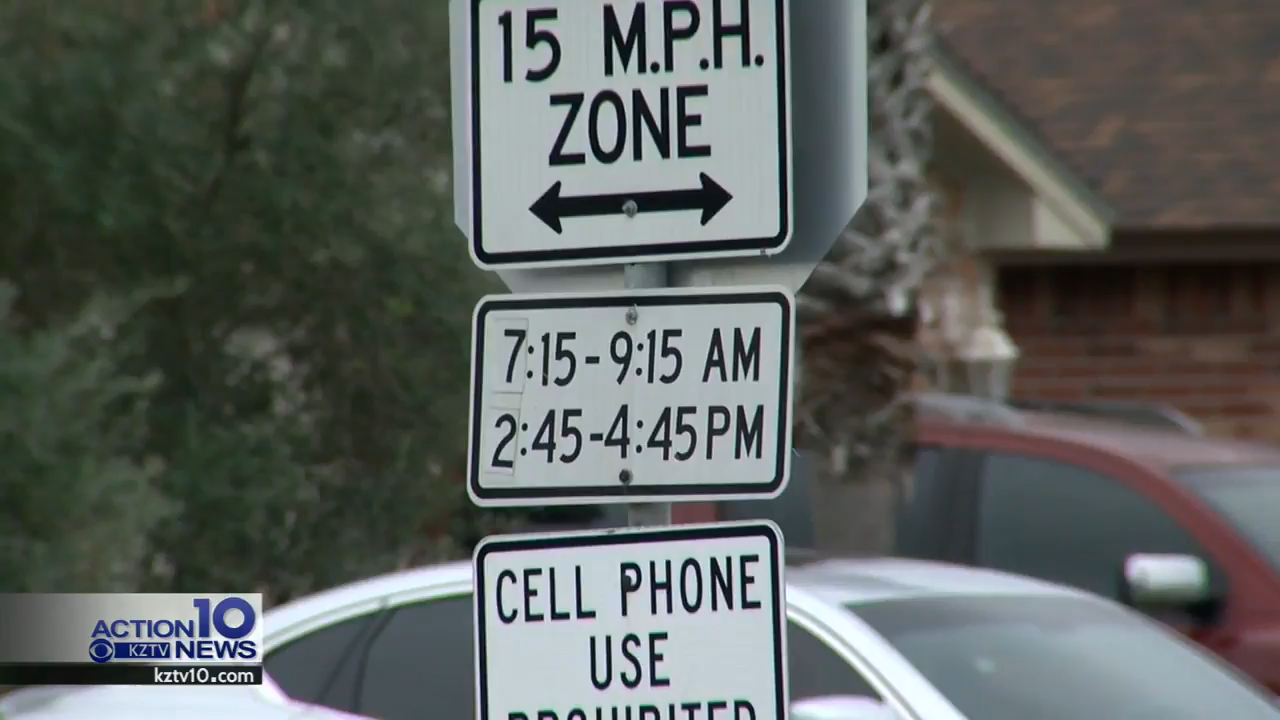 15 M.P.H.
ZONE
7:15-9:15 AM
2:45-4:45 PM
CELL PHONE
USE
PROHIBITED
ACTION 10
KZTV NEWS
kztv10.com